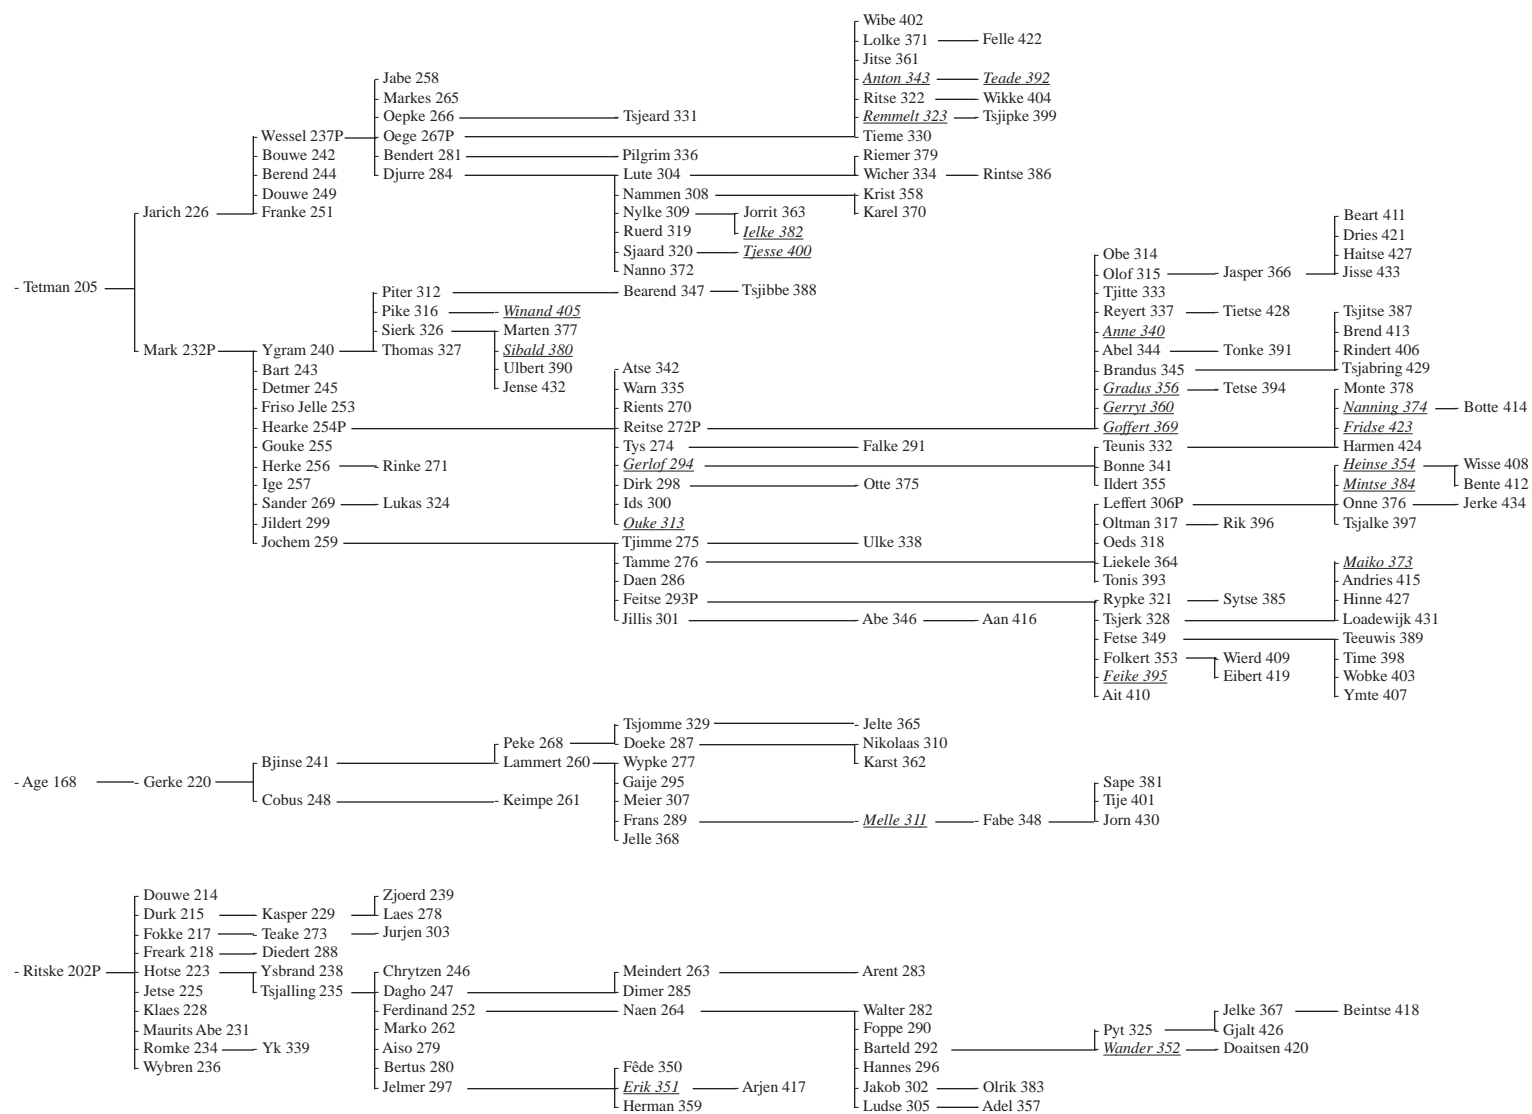 Wibe 402
Lolke 371 Felle 422
Jitse 361
Jabe 258 Anton 343 Teade 392
Markes 265 Ritse 322 Wikke 404
Oepke 266 Tsjeard 331 Remmelt 323 Tsjipke 399
Wessel 237P Oege 267P Tieme 330
Bouwe 242 Bendert 281 Pilgrim 336 Riemer 379
Berend 244 Djurre 284 Lute 304 Wicher 334 Rintse 386
Douwe 249 Nammen 308 Krist 358
- Jarich 226 Franke 251 Nylke 309 Jorrit 363 Karel 370 Beart 411
Ruerd 319 Ielke 382 Dries 421
Sjaard 320 - Tjesse 400 Obe 314 Haitse 427
Nanno 372 Olof 315 - Jasper 366 Jisse 433
- Tetman 205 Piter 312 Bearend 347 - Tsjibbe 388 Tjitte 333
Pike 316 - Winand 405 Reyert 337 - Tietse 428 Tsjitse 387
Sierk 326 Marten 377 Anne 340 Brend 413
Mark 232P Ygram 240 Thomas 327 Sibald 380 Abel 344 - Tonke 391 Rindert 406
Bart 243 Ulbert 390 Atse 342 Brandus 345 Tsjabring 429
Detmer 245 Jense 432 Warn 335 Gradus 356 - Tetse 394 Monte 378
Friso Jelle 253 Rients 270 Gerryt 360 Nanning 374 - Botte 414
Hearke 254P Reitse 272P Goffert 369 Fridse 423
Gouke 255 Tys 274 - Falke 291 Teunis 332 Harmen 424
Herke 256 - Rinke 271 Gerlof 294 Bonne 341 Heinse 354 Wisse 408
Ige 257 Dirk 298 - Otte 375 Ildert 355 Mintse 384 Bente 412
Sander 269 - Lukas 324 Ids 300 Leffert 306P Onne 376 - Jerke 434
Jildert 299 Ouke 313 Oltman 317 - Rik 396 Tsjalke 397
Jochem 259 Tjimme 275 - Ulke 338 Oeds 318
Tamme 276 Liekele 364 Maiko 373
Daen 286 Tonis 393 Andries 415
Feitse 293P Rypke 321 - Sytse 385 Hinne 427
Jillis 301 - Abe 346 - Aan 416 Tsjerk 328 Loadewijk 431
Fetse 349 Teeuwis 389
Folkert 353 Wierd 409 Time 398
Feike 395 Eibert 419 Wobke 403
Ait 410 Ymte 407
Tsjomme 329 - Jelte 365
Peke 268 Doeke 287 Nikolaas 310
Bjinse 241 Lammert 260 Wypke 277 Karst 362
- Age 168 - Gerke 220 Gaije 295 Sape 381
Cobus 248 - Keimpe 261 Meier 307 Tije 401
Frans 289 - Melle 311 - Fabe 348 Jorn 430
Jelle 368
Douwe 214 Zjoerd 239
Durk 215 - Kasper 229 Laes 278
Fokke 217 - Teake 273 - Jurjen 303
Freark 218 - Diedert 288
- Ritske 202P Hotse 223 Ysbrand 238 Chrytzen 246 Meindert 263 - Arent 283
Jetse 225 Tsjalling 235 Dagho 247 Dimer 285
Klaes 228 Ferdinand 252 - Naen 264 Walter 282 Jelke 367 - Beintse 418
Maurits Abe 231 Marko 262 Foppe 290 Pyt 325 Gjalt 426
Romke 234 - Yk 339 Aiso 279 Barteld 292 Wander 352 - Doaitsen 420
Wybren 236 Bertus 280 Fêde 350 Hannes 296
Jelmer 297 Erik 351 - Arjen 417 Jakob 302 - Olrik 383
Herman 359 Ludse 305 - Adel 357